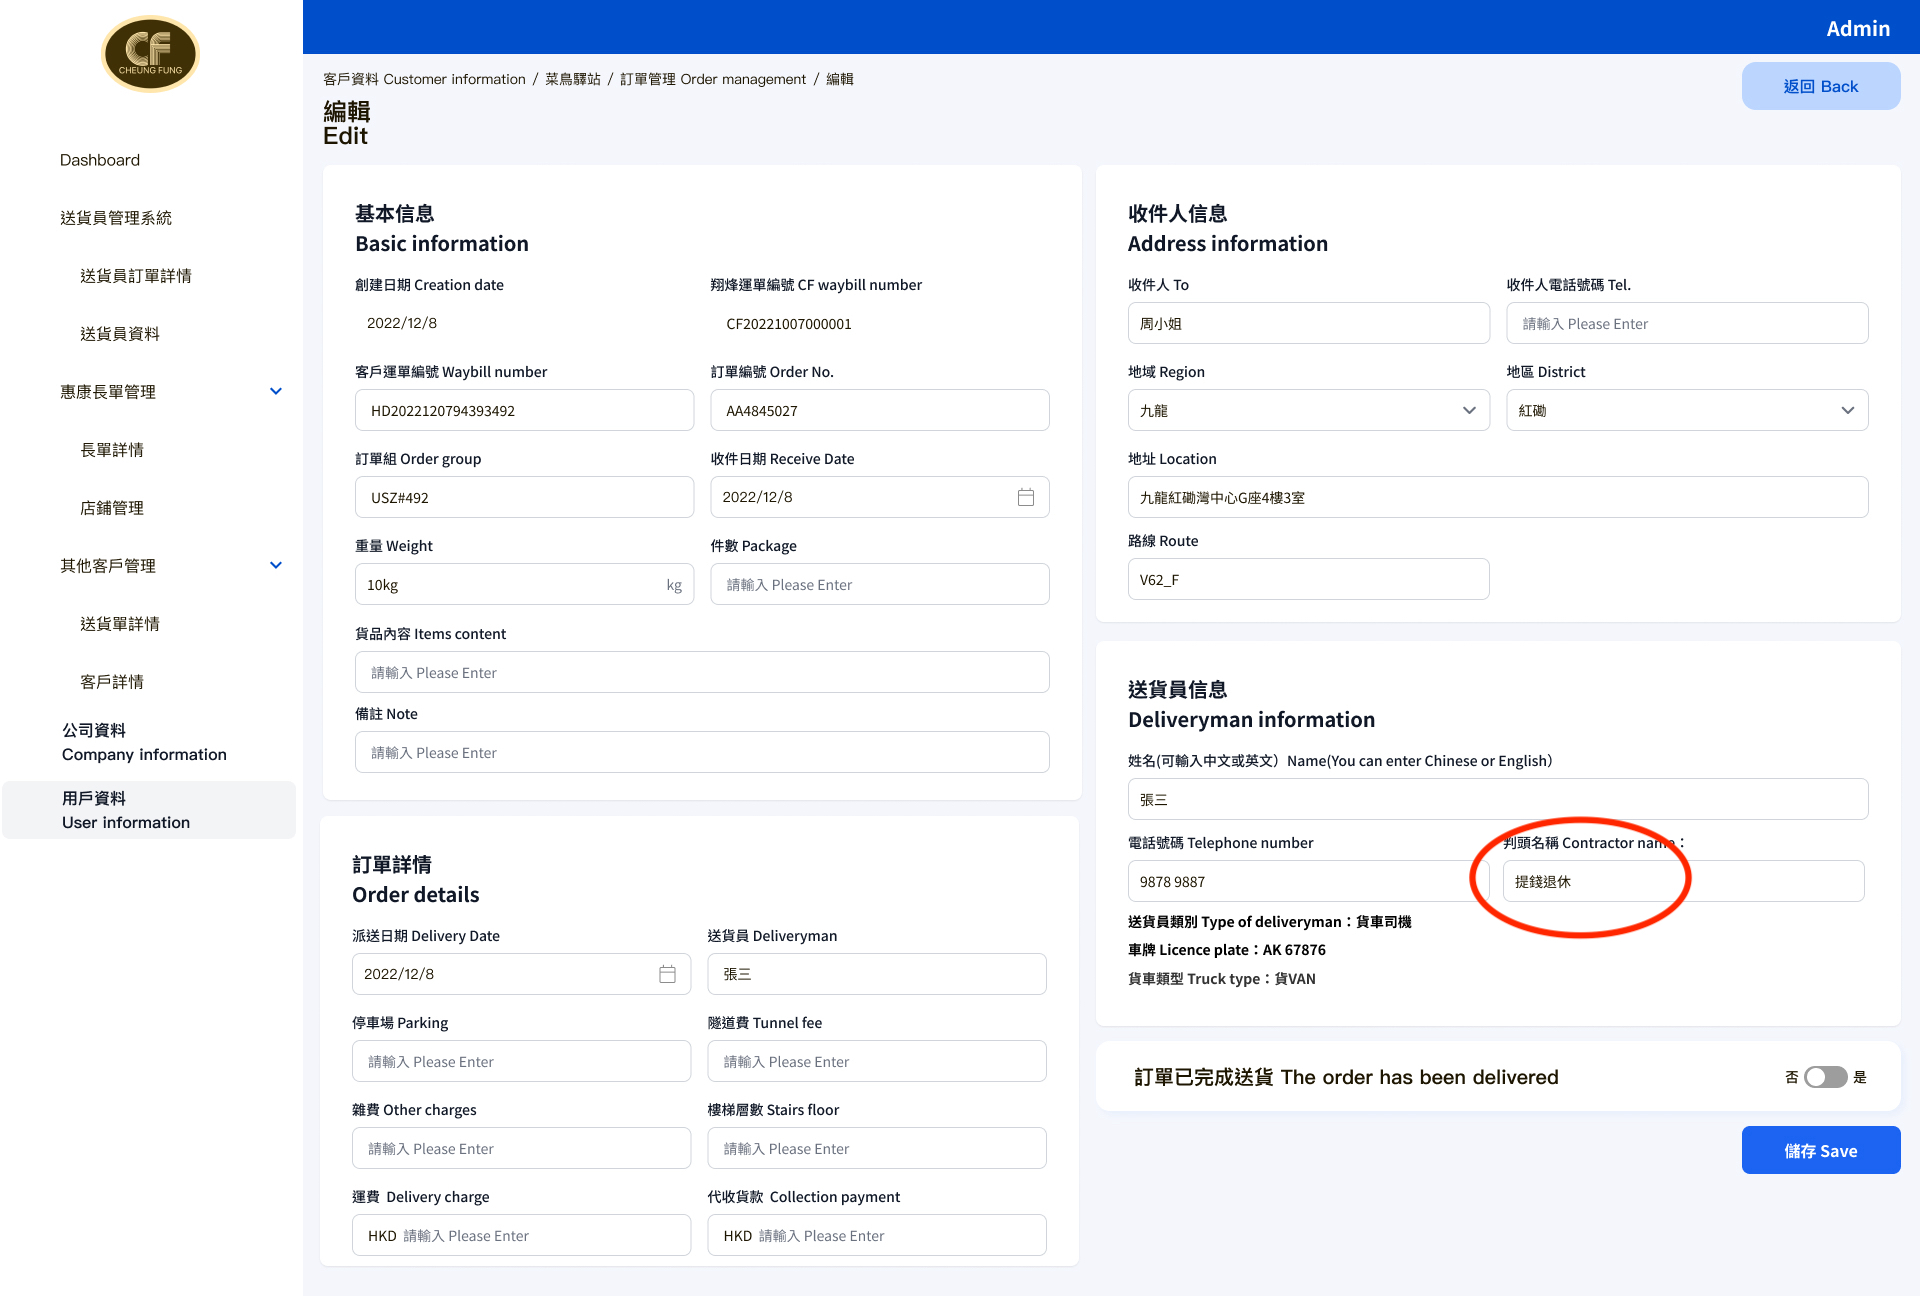 CF
CHEUNG FUNG
Dashboard
送貨員管理系統
送貨員訂單詳情
送貨員資料
惠康長單管理
長單詳情
店鋪管理
其他客戶管理
送貨單詳情
客戶詳情
公司資料
Company information
用戶資料
User information
Admin
客戶資料 Customer information / 菜鳥驛站 / 訂單管理 Order management / 編輯
返回 Back
編輯
Edit
基本信息
Basic information
創建日期 Creation date
翔烽運單編號 CF waybill number
2022/12/8
CF20221007000001
客戶運單編號 Waybill number
訂單編號 Order No.
HD2022120794393492
AA4845027
訂單組 Order group
收件日期 Receive Date
USZ#492
2022/12/8
重量 Weight
件數 Package
10kg
kg
請輸入 Please Enter
貨品內容 Items content
請輸入 Please Enter
備註 Note
請輸入 Please Enter
訂單詳情
Order details
派送日期 Delivery Date
送貨員 Deliveryman
2022/12/8
張三
停車場 Parking
隧道費 Tunnel fee
請輸入 Please Enter
請輸入 Please Enter
雜費 Other charges
樓梯層數 Stairs floor
請輸入 Please Enter
請輸入 Please Enter
運費 Delivery charge
代收貨款 Collection payment
HKD 請輸入 Please Enter
HKD 請輸入 Please Enter
收件人信息
Address information
收件人 To
收件人電話號碼 Tel.
周小姐
請輸入 Please Enter
地域 Region
地區 District
九龍
紅磡
地址 Location
九龍紅磡灣中心G座4樓3室
路線 Route
V62_F
送貨員信息
Deliveryman information
姓名(可輸入中文或英文）Name(You can enter Chinese or English）
張三
電話號碼 Telephone number
判頭名稱 Contractor name：
9878 9887
提錢退休
送貨員類別 Type of deliveryman：貨車司機
車牌 Licence plate：AK 67876
貨車類型 Truck type：貨VAN
訂單已完成送貨 The order has been delivered
否
是
儲存 Save